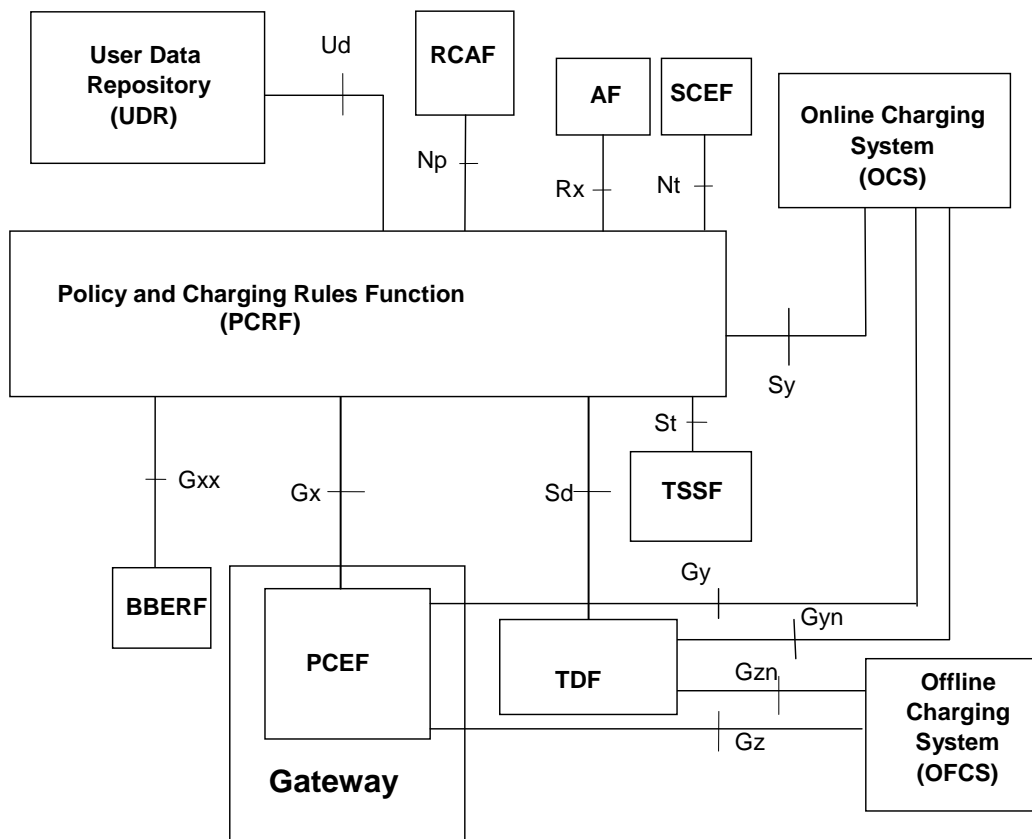 Ud
RCAF
User Data
Repository
(UDR)
AF
SCEF
Online Charging
System
(OCS)
Np
Rx
Nt
Policy and Charging Rules Function
(PCRF)
Sy
St
Gxx
Gx
Sd
TSSF
Gy
BBERF
Gyn
PCEF
TDF
Gzn
Offline
Charging
System
(OFCS)
Gz
Gateway